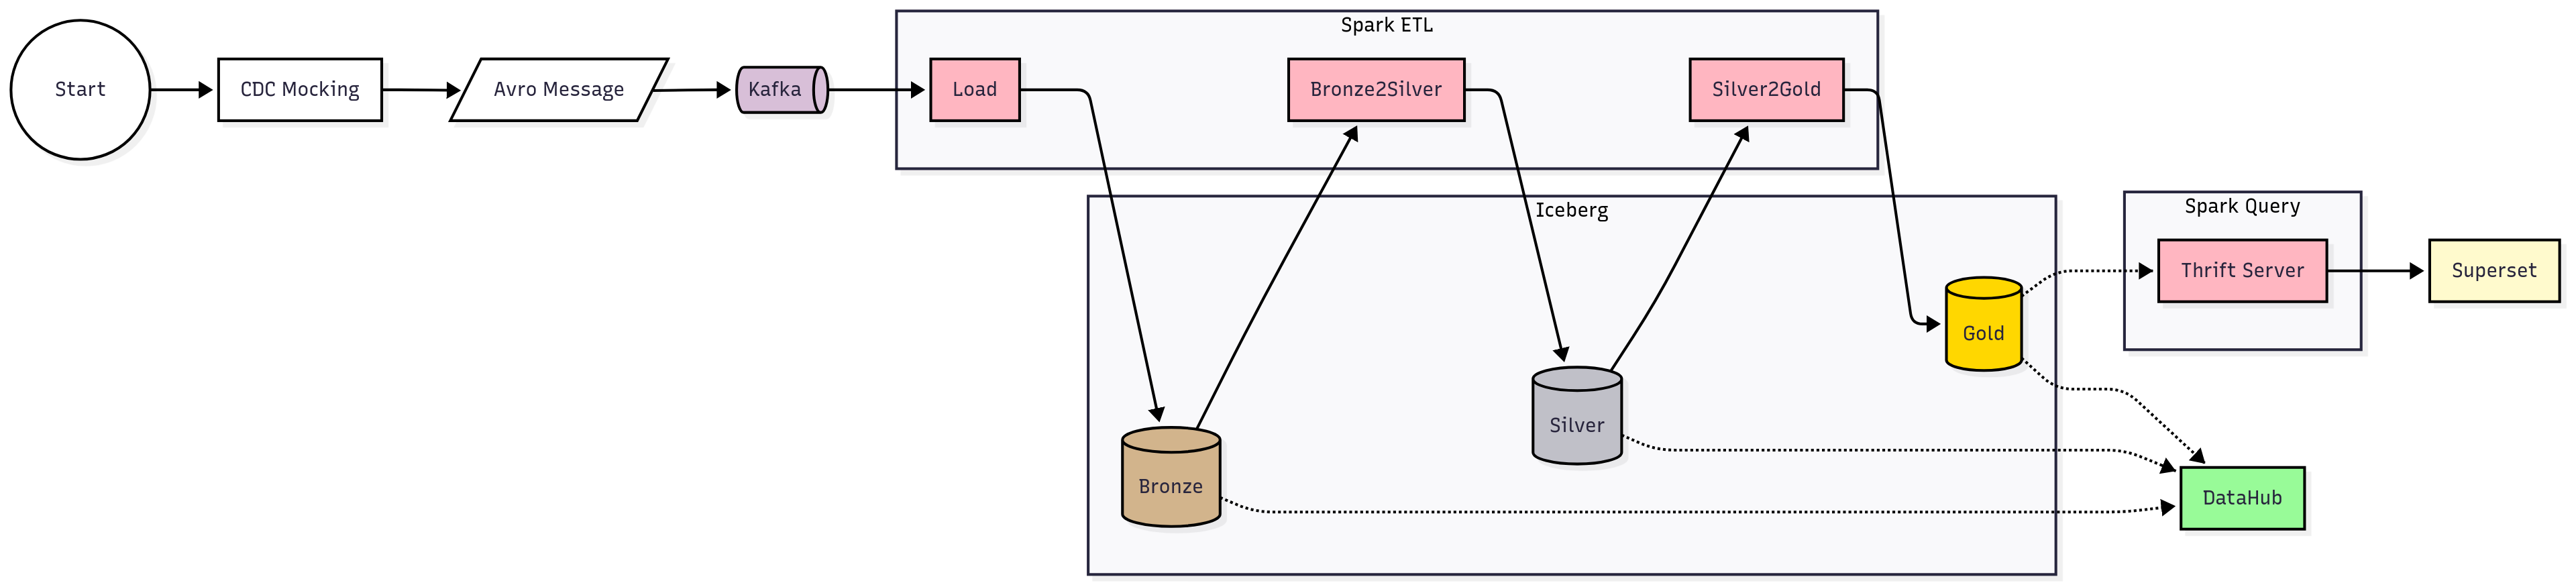 Spark ETL
Start
CDC Mocking
Avro Message
Kafka
Load
Bronze2Silver
Silver2Gold
Iceberg
Spark Query
Thrift Server
Superset
Gold
Silver
Bronze
DataHub